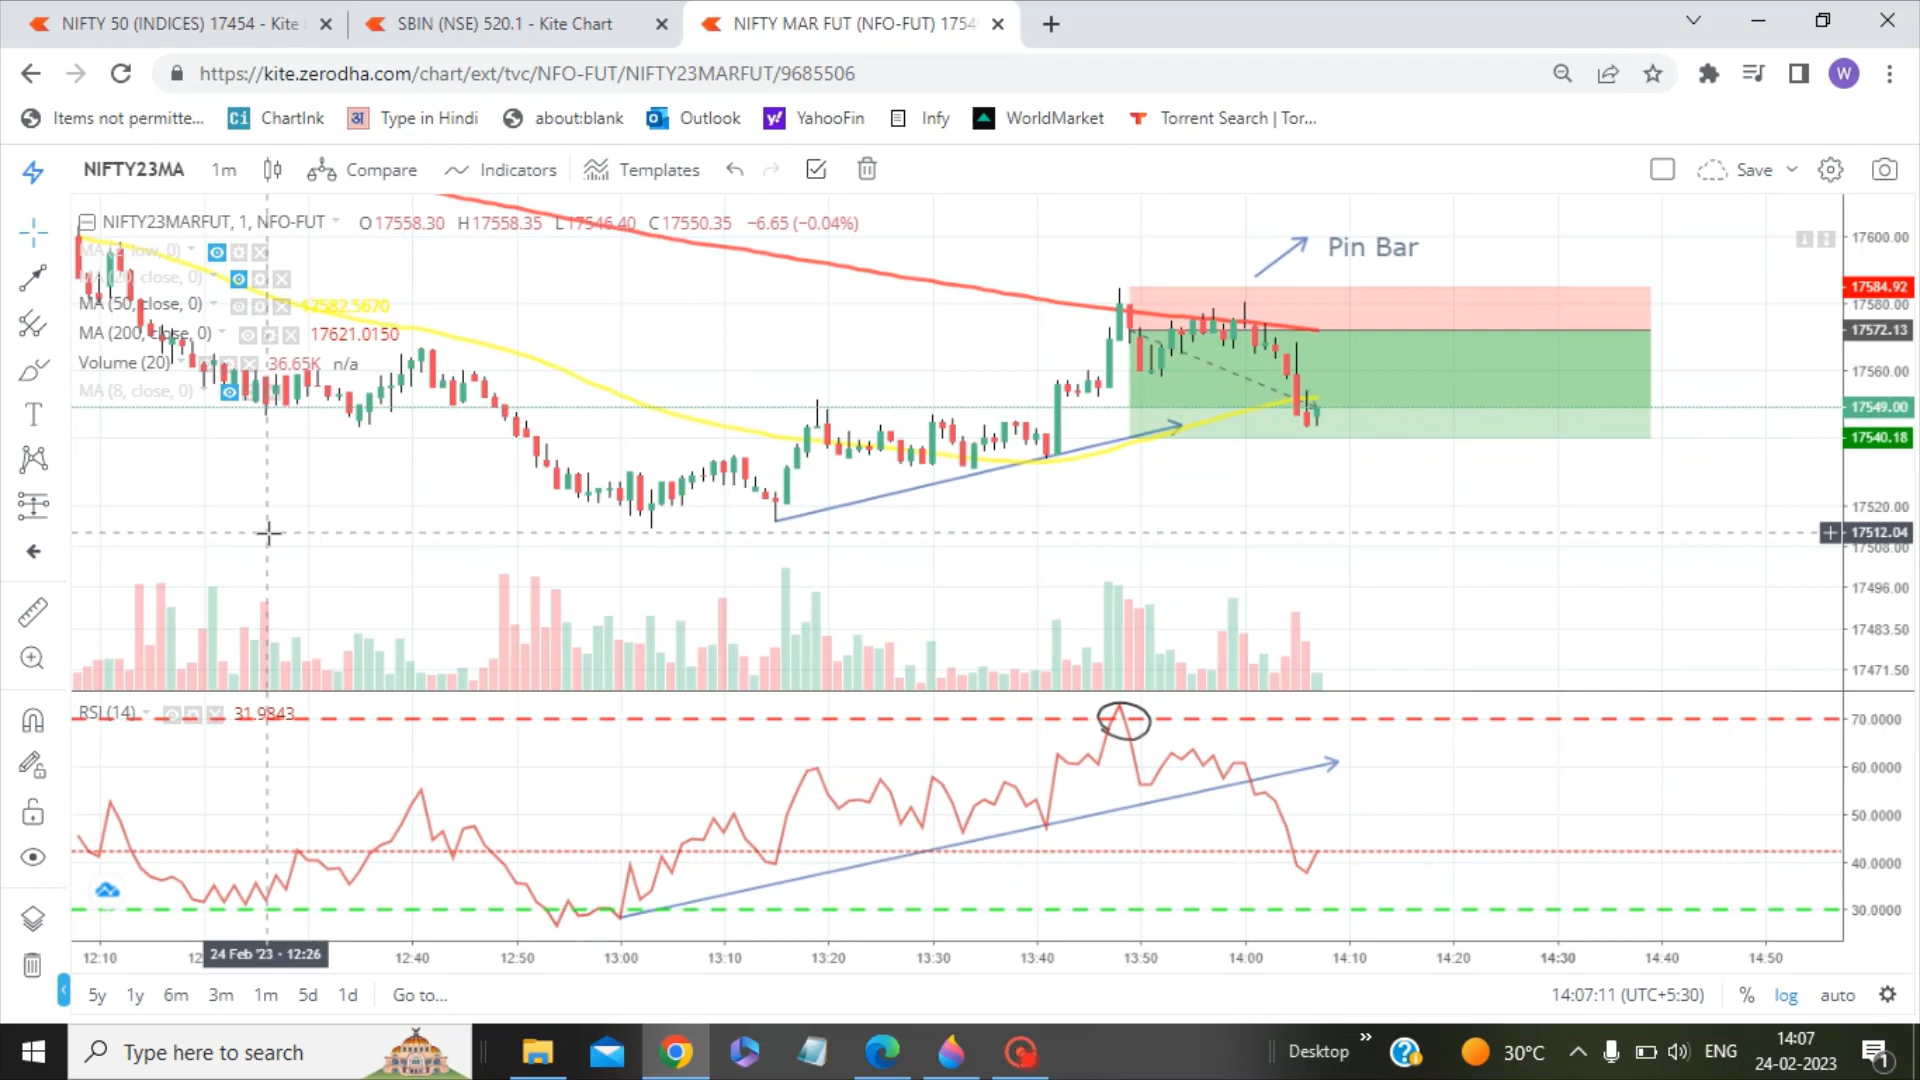 NIFTY 50 (INDICES) 17454 - Kite
SBIN (NSE) 520.1 - Kite Chart
NIFTY MAR FUT (NFO-FUT) 1754
https://kite.zerodha.com/chart/ext/tvc/NFO-FUT/NIFTY23MARFUT/9685506
W
Items not permitte...
Ci ChartInk
अ Type in Hindi
about:blank
Outlook
y! YahooFin
Infy
WorldMarket
Torrent Search | Tor...
NIFTY23MA
1m
Compare
Indicators
Templates
Save
NIFTY23MARFUT, 1, NFO-FUT
O17558.30 H17558.35 L17546.40 C17550.35 −6.65 (−0.04%)
low, 0)
MA (20, close, 0)
MA (50, close, 0) 17582.5670
MA (200, close, 0) 17621.0150
Volume (20) 36.65K n/a
MA (8, close, 0)
Pin Bar
17600.00
17584.92
17580.00
17572.13
17560.00
17549.00
17540.18
17520.00
17512.04
17508.00
17496.00
17483.50
17471.50
RSI (14) 31.9843
70.0000
60.0000
50.0000
40.0000
30.0000
12:10
24 Feb '23 - 12:26
12:40
12:50
13:00
13:10
13:20
13:30
13:40
13:50
14:00
14:10
14:20
14:30
14:40
14:50
5y 1y 6m 3m 1m 5d 1d Go to...
14:07:11 (UTC+5:30) % log auto
Type here to search
Desktop
30°C
ENG
14:07
24-02-2023
1